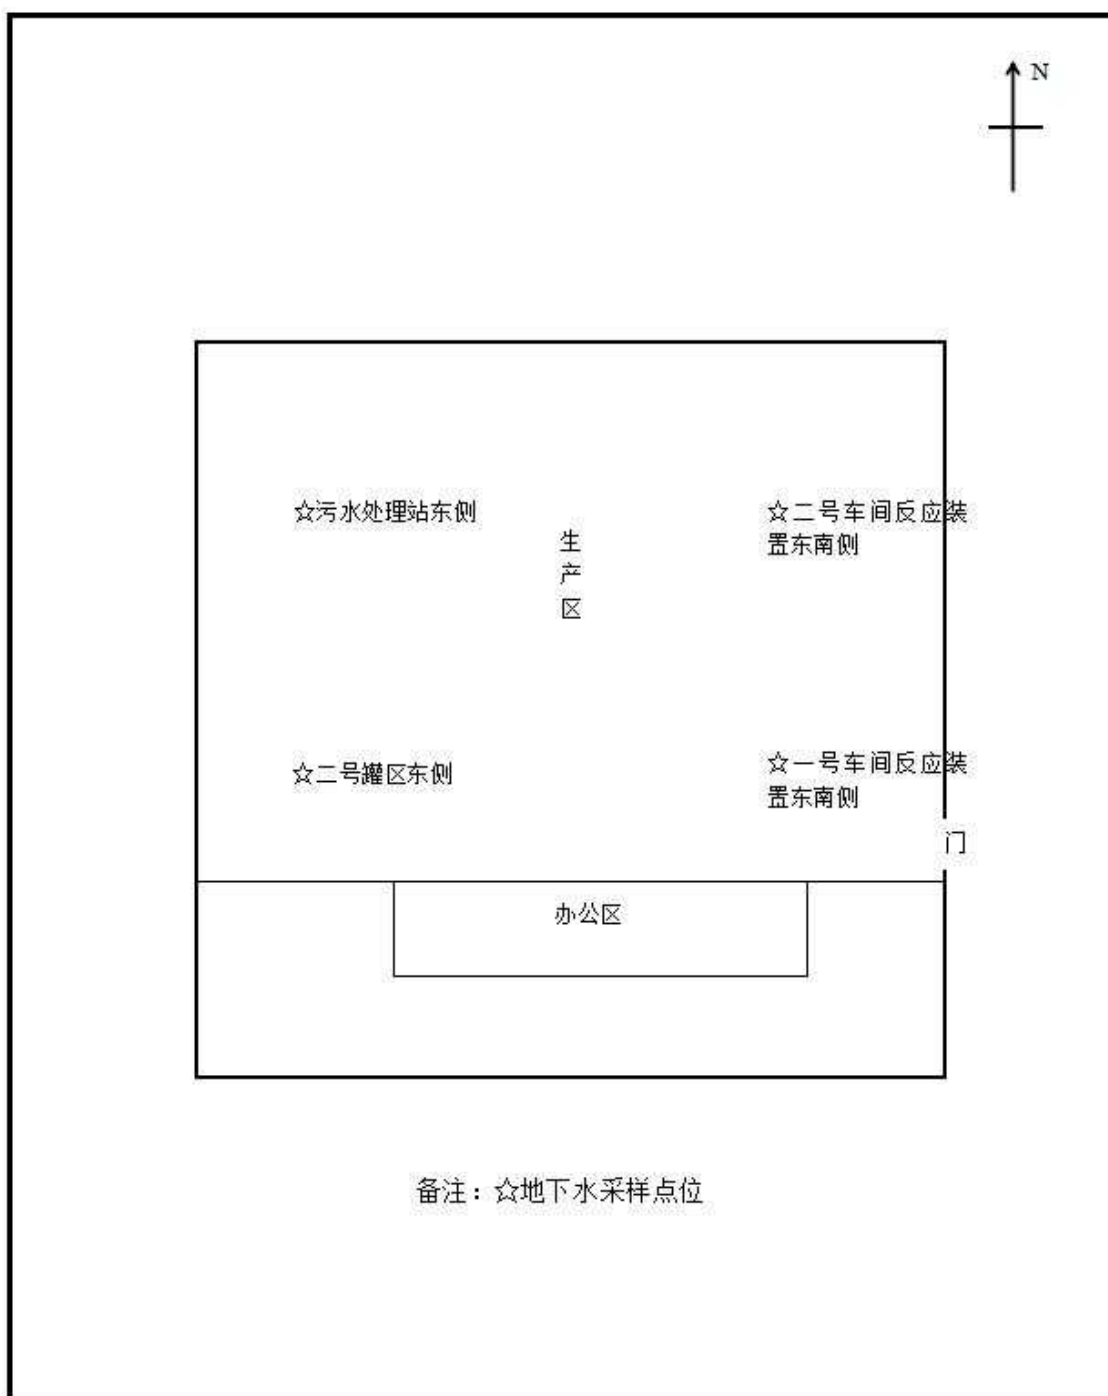 N
☆污水处理站东侧
☆二号车间反应装
置东南侧
生
产
区
☆二号罐区东侧
☆一号车间反应装
置东南侧
门
办公区
备注：☆地下水采样点位